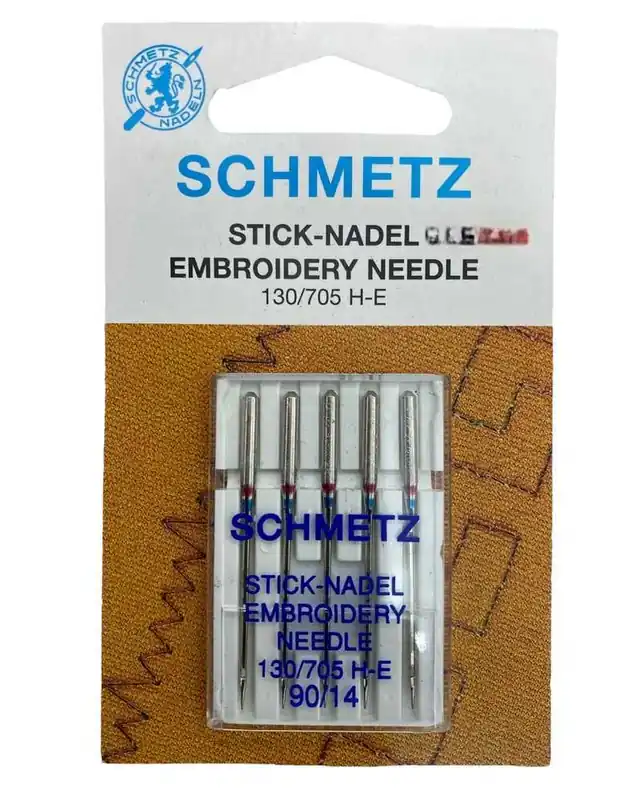 SCHMETZ
NADELN
SCHMETZ
STICK-NADEL
EMBROIDERY NEEDLE
130/705 H-E
SCHMETZ
STICK-NADEL
EMBROIDERY
NEEDLE
130/705 H-E
90/14